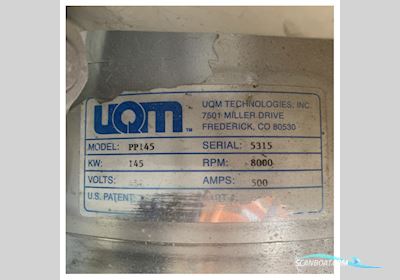 UQM TM
UQM TECHNOLOGIES, INC.
7501 MILLER DRIVE
FREDERICK, CO 80530
MODEL: PP145 SERIAL: 5315
KW: 145 RPM: 8000
VOLTS: AMPS: 500
U.S. PATENT
SCANBOAT.COM